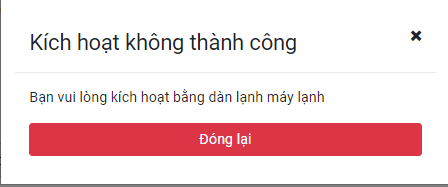 Kích hoạt không thành công
Bạn vui lòng kích hoạt bằng dàn lạnh máy lạnh
Đóng lại